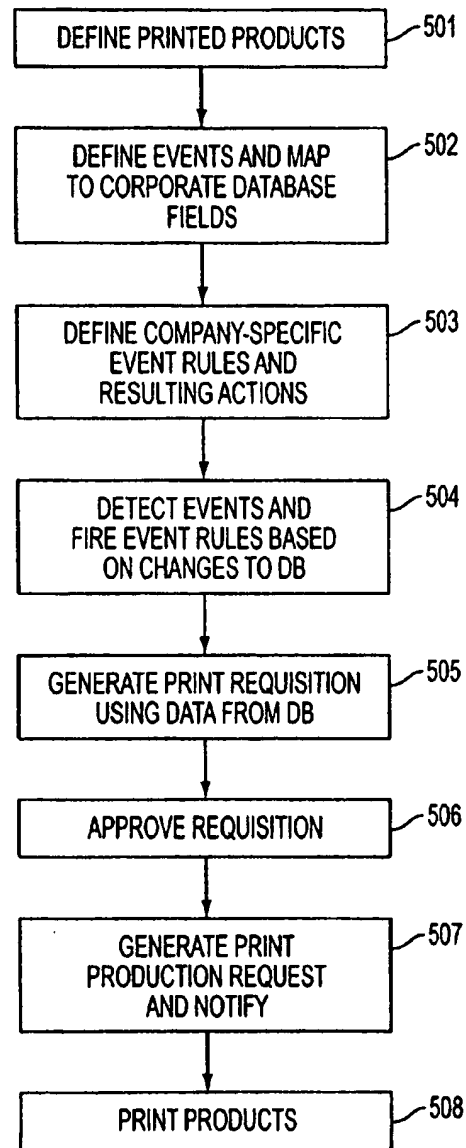 DEFINE PRINTED PRODUCTS
501
DEFINE EVENTS AND MAP
TO CORPORATE DATABASE
FIELDS
502
DEFINE COMPANY-SPECIFIC
EVENT RULES AND
RESULTING ACTIONS
503
DETECT EVENTS AND
FIRE EVENT RULES BASED
ON CHANGES TO DB
504
GENERATE PRINT REQUISITION
USING DATA FROM DB
505
APPROVE REQUISITION
506
GENERATE PRINT
PRODUCTION REQUEST
AND NOTIFY
507
PRINT PRODUCTS
508